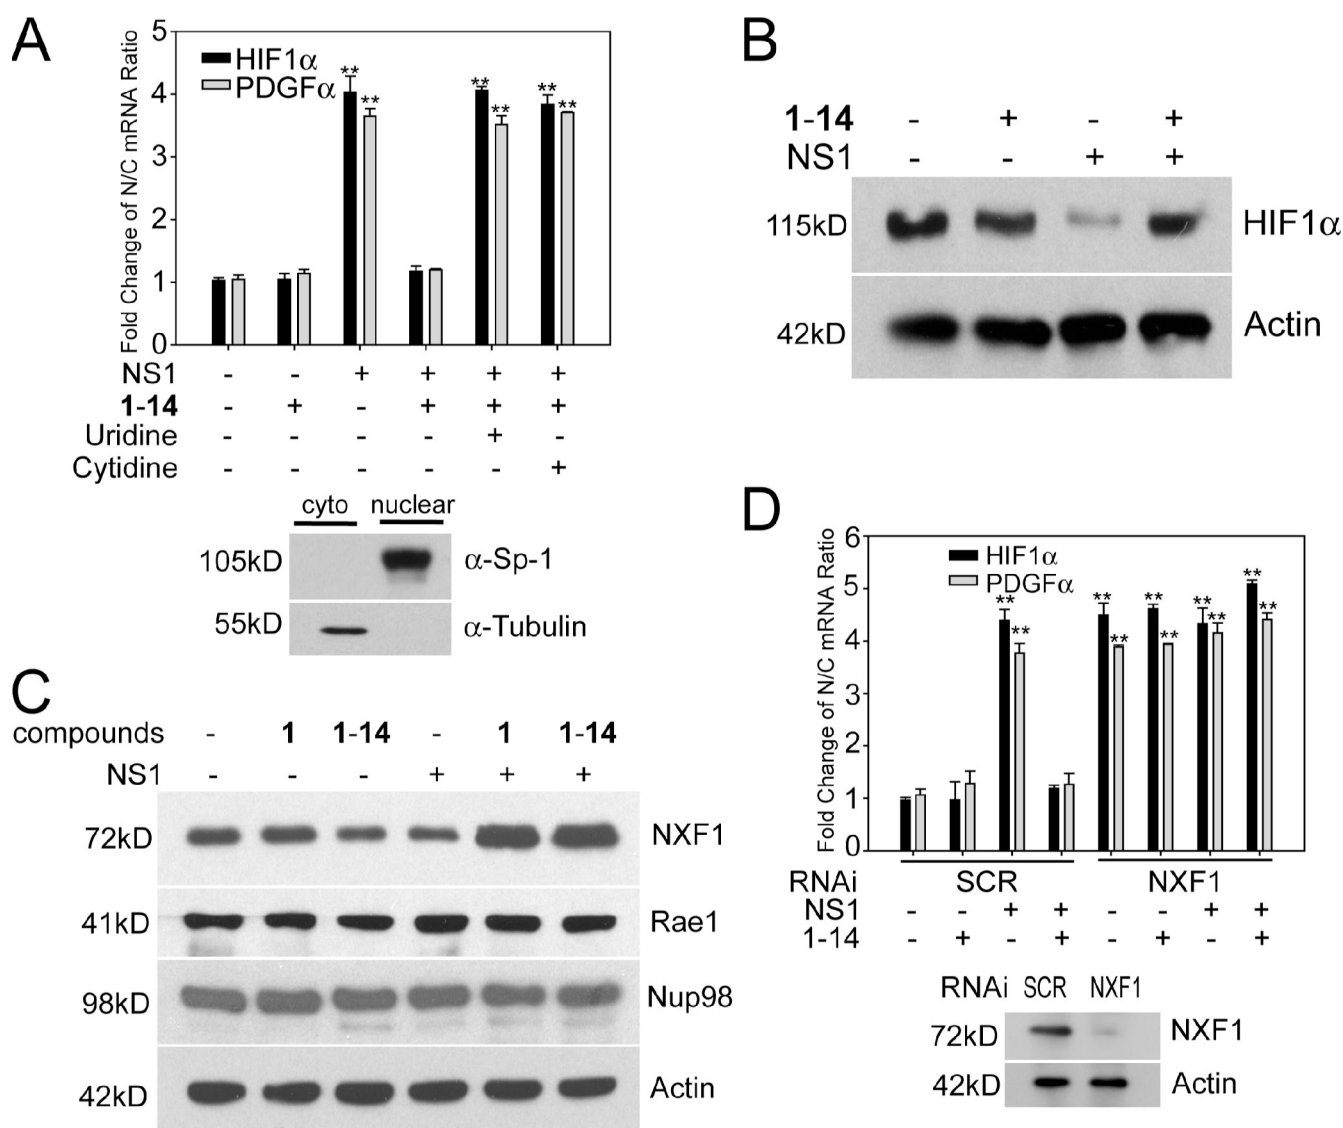 A
Fold Change of N/C mRNA Ratio
5
4
3
2
1
0
HIF1α
PDGFα
** ** ** ** ** **
NS1 - - + + + +
1-14 - + - + + +
Uridine - - - - + -
Cytidine - - - - - +
cyto nuclear
105kD α-Sp-1
55kD α-Tubulin
B
1-14 - + - +
NS1 - - + +
115kD HIF1α
42kD Actin
C
compounds - 1 1-14 - 1 1-14
NS1 - - - + + +
72kD NXF1
41kD Rae1
98kD Nup98
42kD Actin
D
Fold Change of N/C mRNA Ratio
6
5
4
3
2
1
0
HIF1α
PDGFα
** ** ** ** ** ** ** ** ** **
RNAi SCR NXF1
NS1 - - + + - - + +
1-14 - + - + - + - +
RNAi SCR NXF1
72kD NXF1
42kD Actin